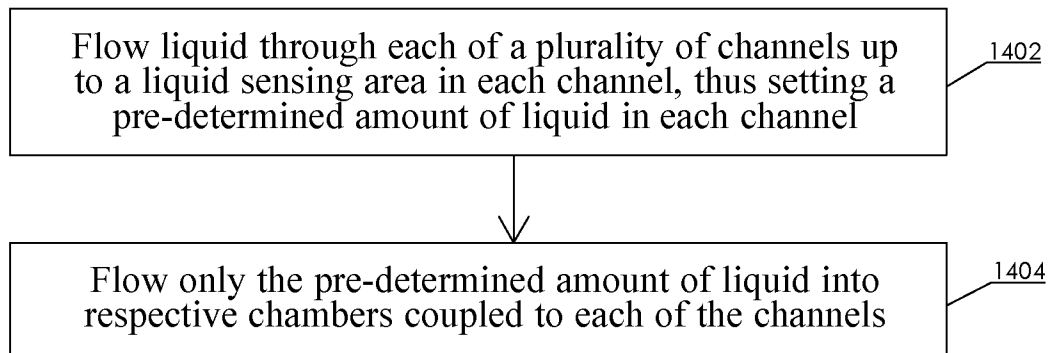 Flow liquid through each of a plurality of channels up
to a liquid sensing area in each channel, thus setting a
pre-determined amount of liquid in each channel
1402
Flow only the pre-determined amount of liquid into
respective chambers coupled to each of the channels
1404